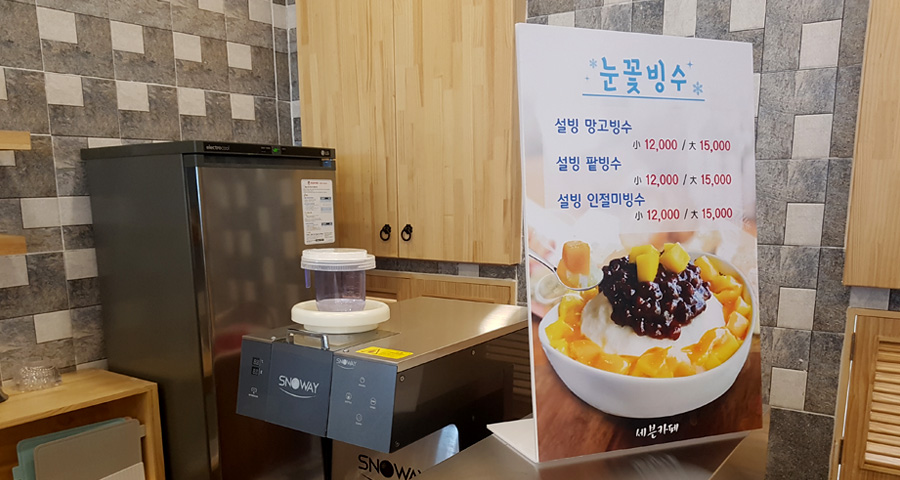 눈꽃빙수
설빙 망고빙수
小 12,000 / 大 15,000
설빙 팥빙수
小 12,000 / 大 15,000
설빙 인절미빙수
小 12,000 / 大 15,000
세븐카페
SNOWAY
SNOWAY
SNOWAY